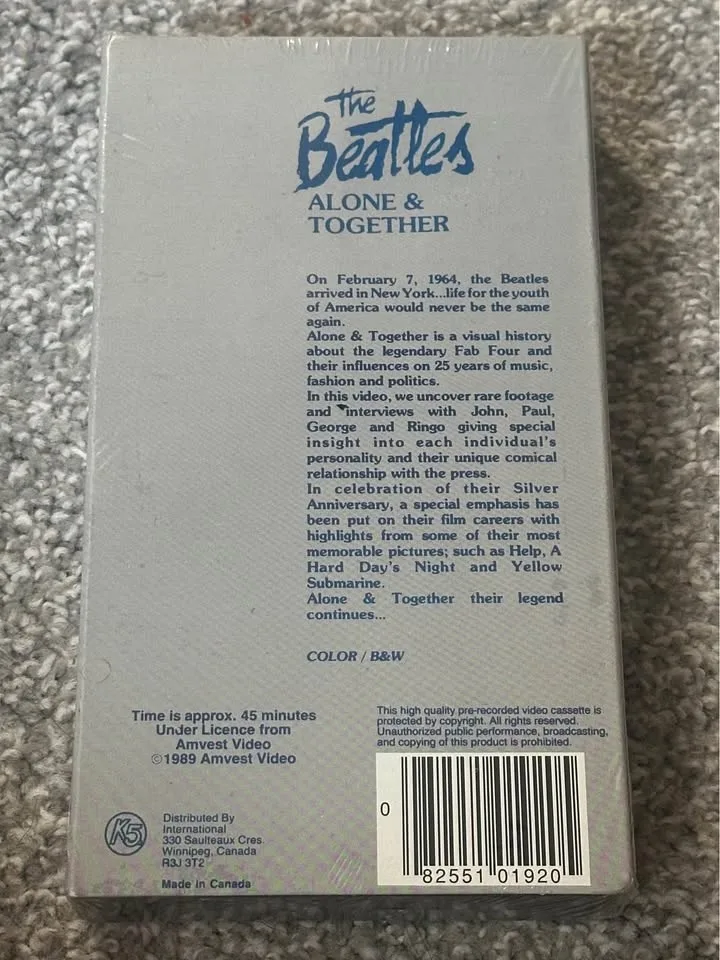 the
Beatles
ALONE &
TOGETHER
On February 7, 1964, the Beatles
arrived in New York...life for the youth
of America would never be the same
again.
Alone & Together is a visual history
about the legendary Fab Four and
their influences on 25 years of music,
fashion and politics.
In this video, we uncover rare footage
and interviews with John, Paul,
George and Ringo giving special
insight into each individual's
personality and their unique comical
relationship with the press.
In celebration of their Silver
Anniversary, a special emphasis has
been put on their film careers with
highlights from some of their most
memorable pictures; such as Help, A
Hard Day's Night and Yellow
Submarine.
Alone & Together their legend
continues...
COLOR / B&W
Time is approx. 45 minutes
Under Licence from
Amvest Video
©1989 Amvest Video
This high quality pre-recorded video cassette is
protected by copyright. All rights reserved.
Unauthorized public performance, broadcasting,
and copying of this product is prohibited.
K5
Distributed By
International
330 Saulteaux Cres.
Winnipeg, Canada
R3J 3T2
Made in Canada
0 82551 01920